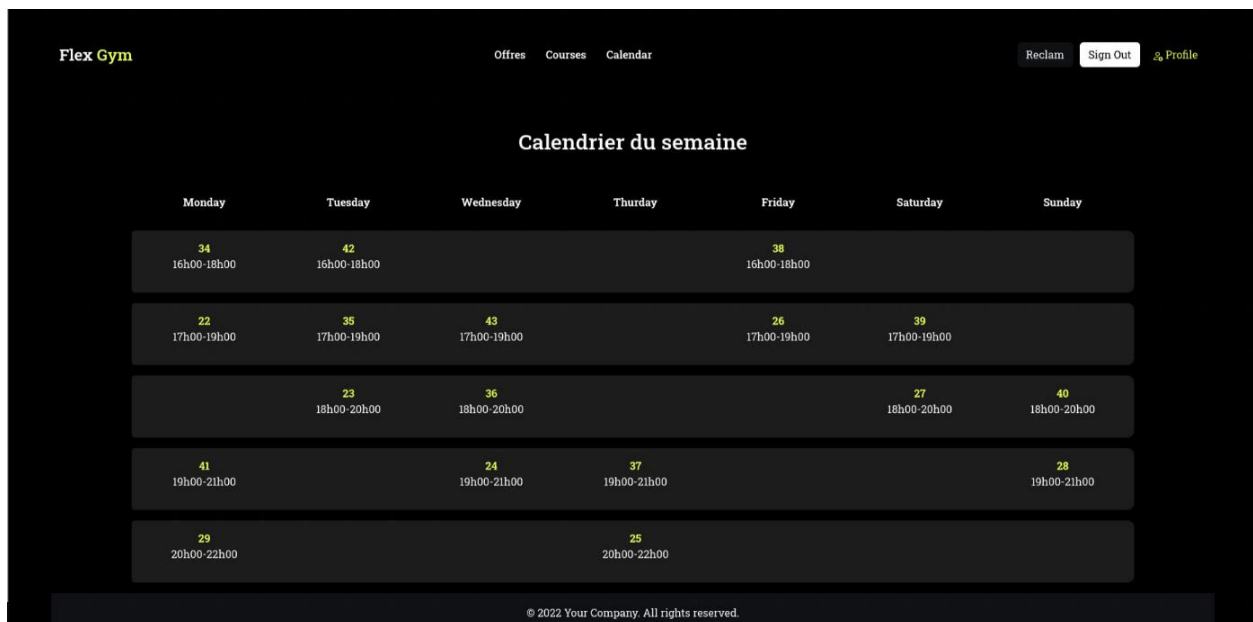 Flex Gym Offres Courses Calendar Reclam Sign Out Profile
Calendrier du semaine
Monday Tuesday Wednesday Thurday Friday Saturday Sunday
34 42 38
16h00-18h00 16h00-18h00 16h00-18h00
22 35 43 26 39
17h00-19h00 17h00-19h00 17h00-19h00 17h00-19h00 17h00-19h00
23 36 27 40
18h00-20h00 18h00-20h00 18h00-20h00 18h00-20h00
41 24 37 28
19h00-21h00 19h00-21h00 19h00-21h00 19h00-21h00
29 25
20h00-22h00 20h00-22h00
© 2022 Your Company. All rights reserved.